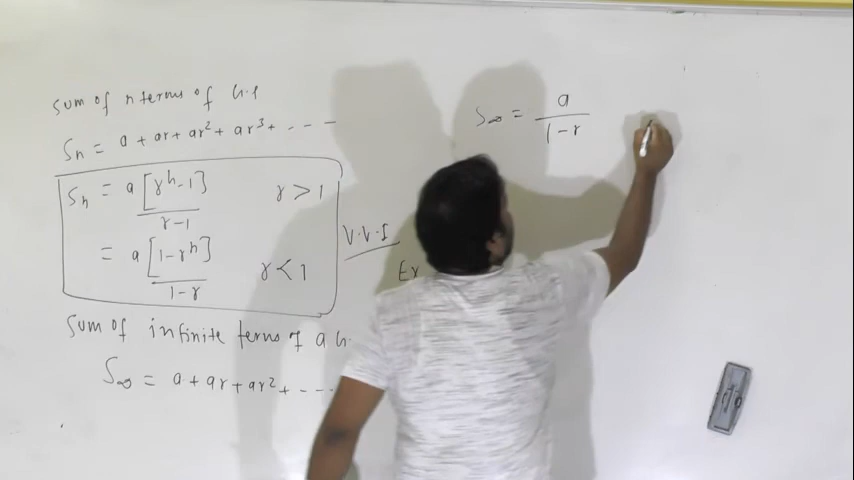 Sum of n terms of G.P
Sn = a + ar + ar² + ar³ + - - -
Sn = a [rⁿ-1] / r-1 r > 1
= a [1-rⁿ] / 1-r r < 1
V.V.I
Ex
Sum of infinite terms of a G.
S∞ = a + ar + ar² + - - - -
S∞ = a / 1-r